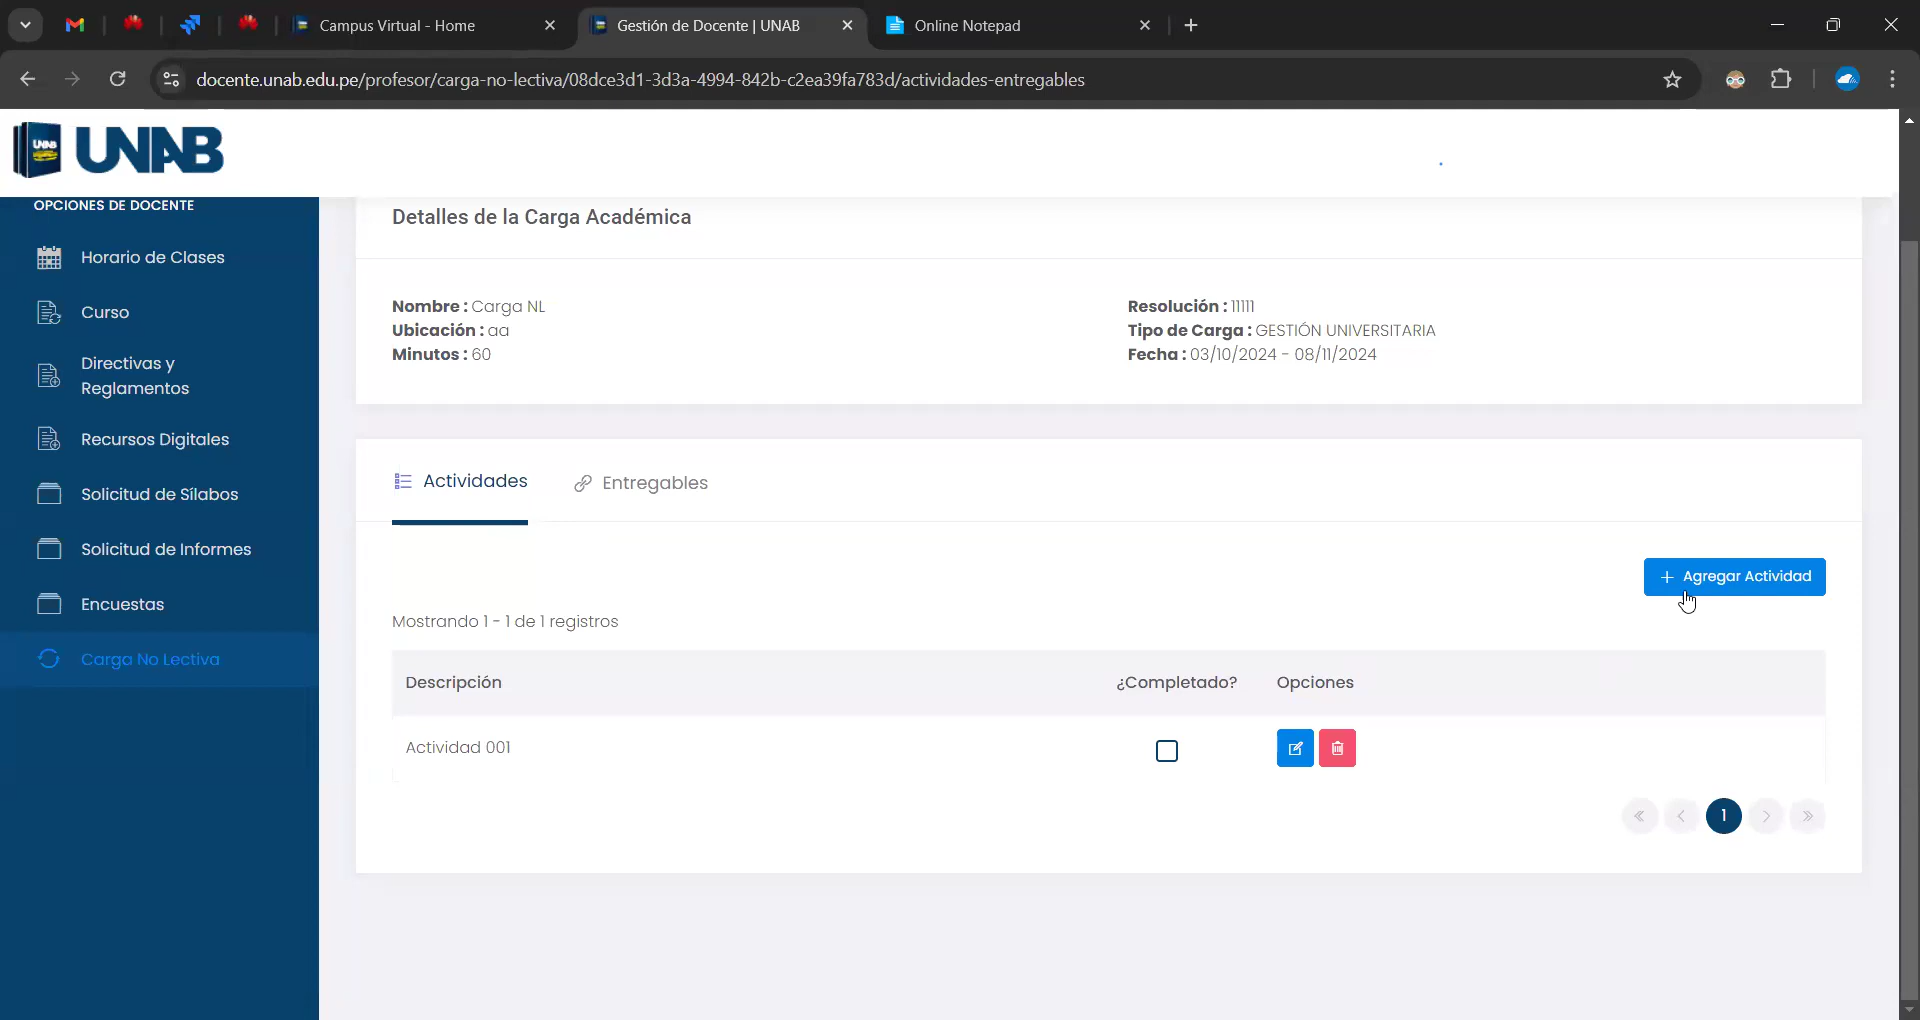 Campus Virtual - Home
Gestión de Docente | UNAB
Online Notepad
docente.unab.edu.pe/profesor/carga-no-lectiva/08dce3d1-3d3a-4994-842b-c2ea39fa783d/actividades-entregables
UNAB
UNAB
OPCIONES DE DOCENTE
Horario de Clases
Curso
Directivas y
Reglamentos
Recursos Digitales
Solicitud de Sílabos
Solicitud de Informes
Encuestas
Carga No Lectiva
Detalles de la Carga Académica
Nombre : Carga NL
Ubicación : aa
Minutos : 60
Resolución : 11111
Tipo de Carga : GESTIÓN UNIVERSITARIA
Fecha : 03/10/2024 - 08/11/2024
Actividades
Entregables
+ Agregar Actividad
Mostrando 1 - 1 de 1 registros
Descripción ¿Completado? Opciones
Actividad 001
« ‹ 1 › »